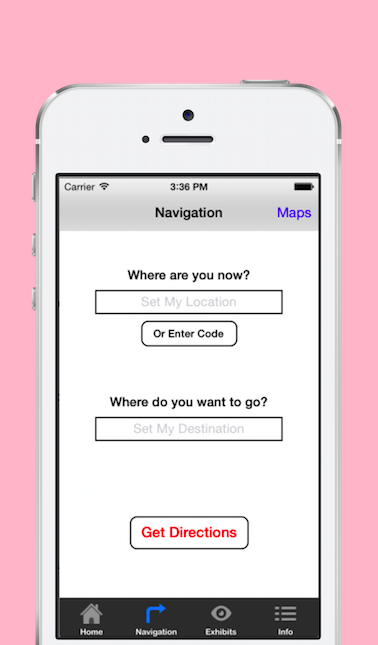 Carrier 3:36 PM
Navigation Maps
Where are you now?
Set My Location
Or Enter Code
Where do you want to go?
Set My Destination
Get Directions
Home Navigation Exhibits Info